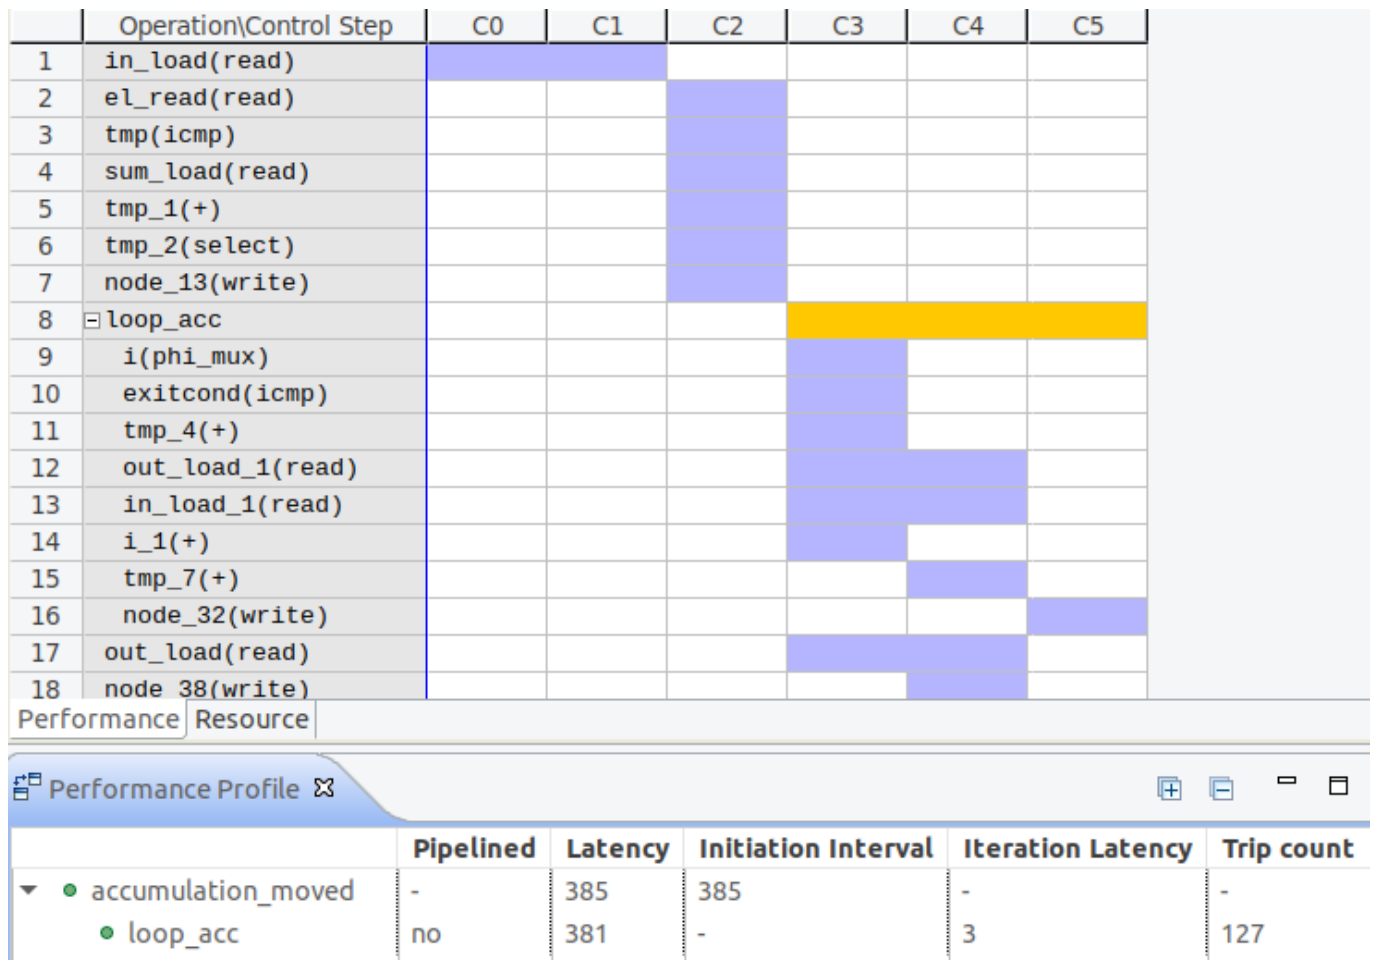 Operation\Control Step C0 C1 C2 C3 C4 C5
1 in_load(read)
2 el_read(read)
3 tmp(icmp)
4 sum_load(read)
5 tmp_1(+)
6 tmp_2(select)
7 node_13(write)
8 loop_acc
9 i(phi_mux)
10 exitcond(icmp)
11 tmp_4(+)
12 out_load_1(read)
13 in_load_1(read)
14 i_1(+)
15 tmp_7(+)
16 node_32(write)
17 out_load(read)
18 node_38(write)
Performance Resource
Performance Profile
Pipelined Latency Initiation Interval Iteration Latency Trip count
accumulation_moved - 385 385 - -
loop_acc no 381 - 3 127